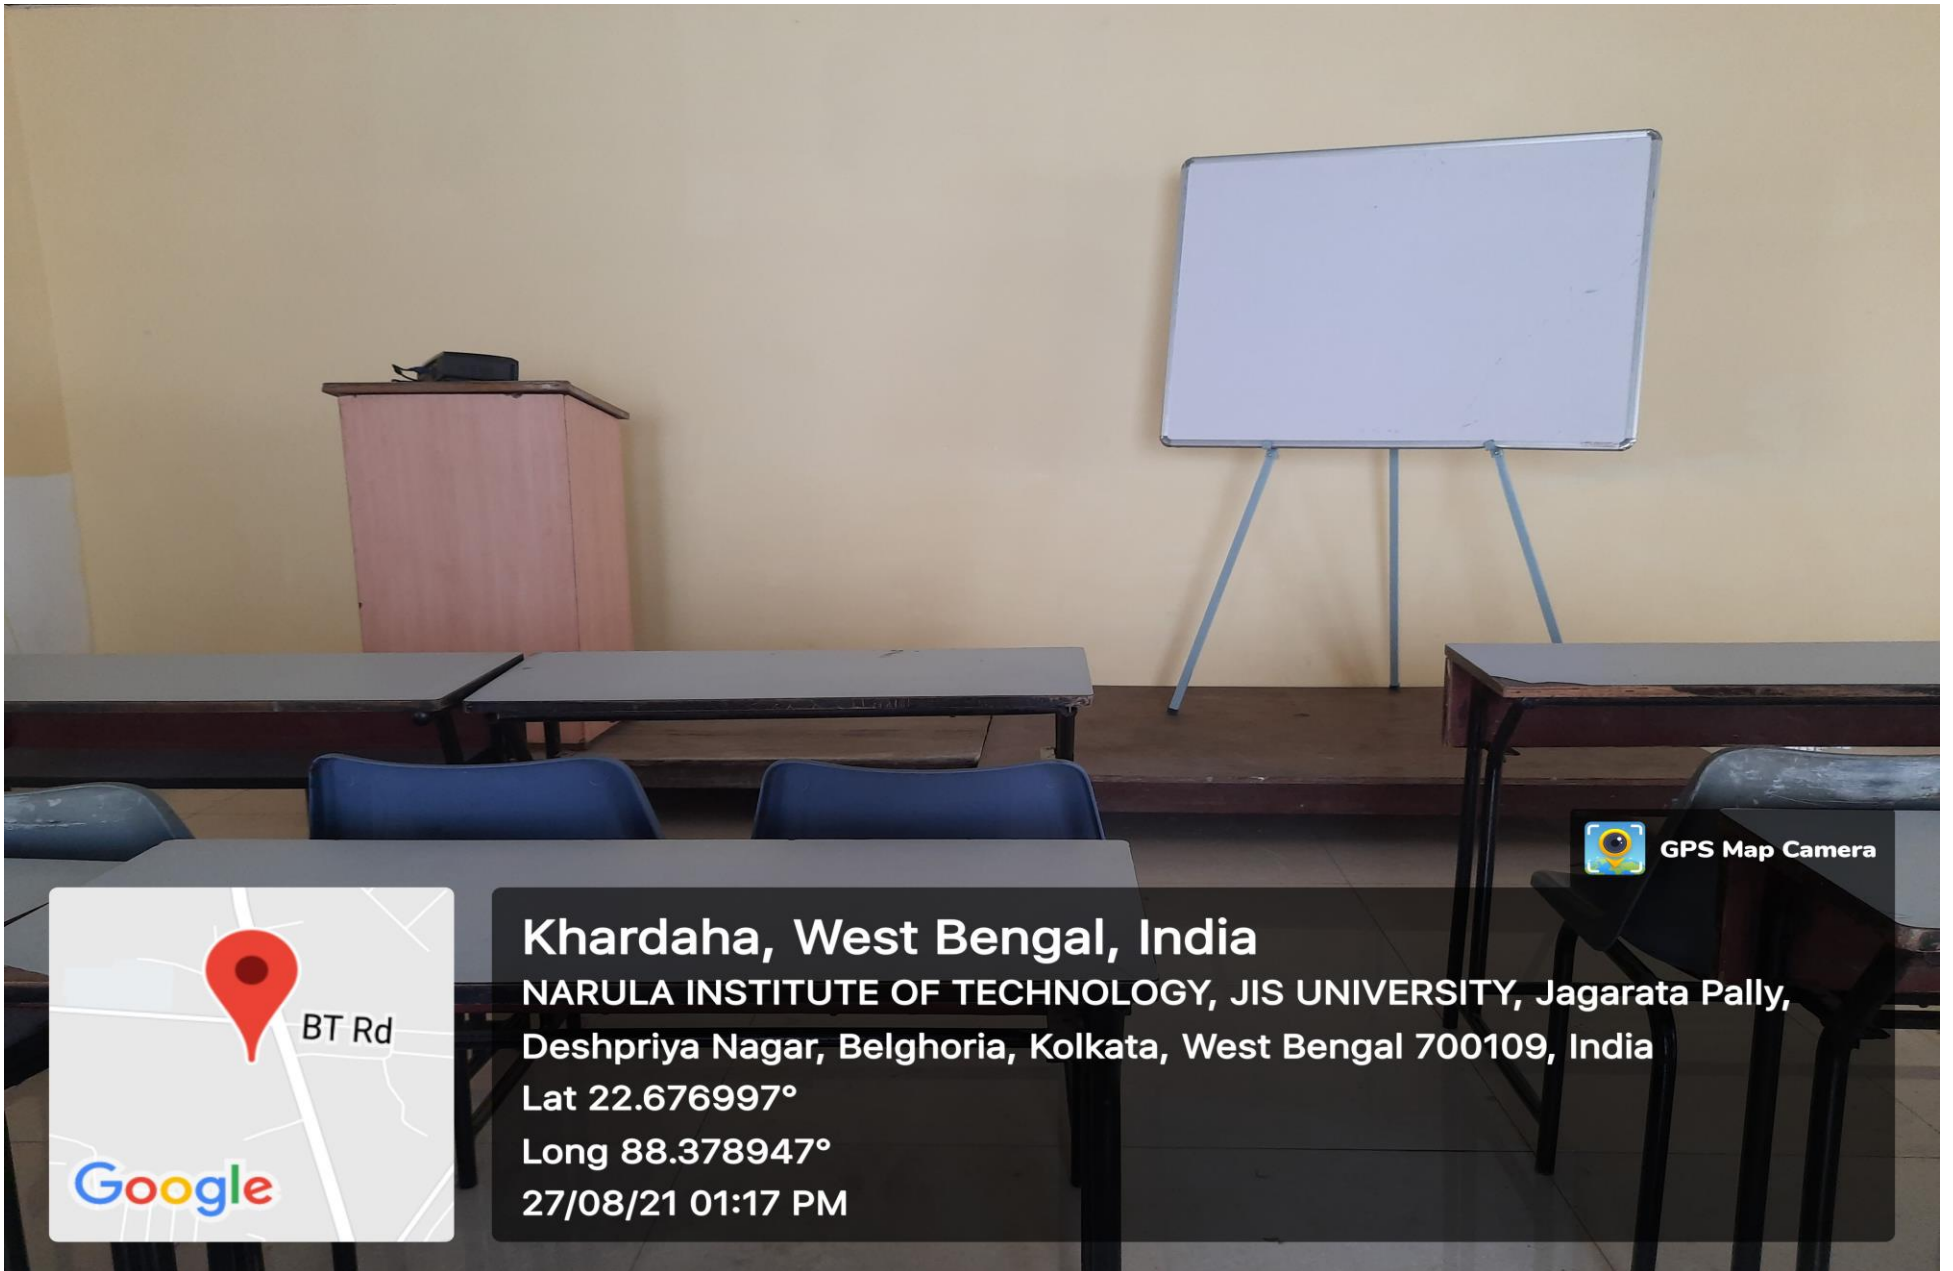 GPS Map Camera
BT Rd
Google
Khardaha, West Bengal, India
NARULA INSTITUTE OF TECHNOLOGY, JIS UNIVERSITY, Jagarata Pally,
Deshpriya Nagar, Belghoria, Kolkata, West Bengal 700109, India
Lat 22.676997°
Long 88.378947°
27/08/21 01:17 PM